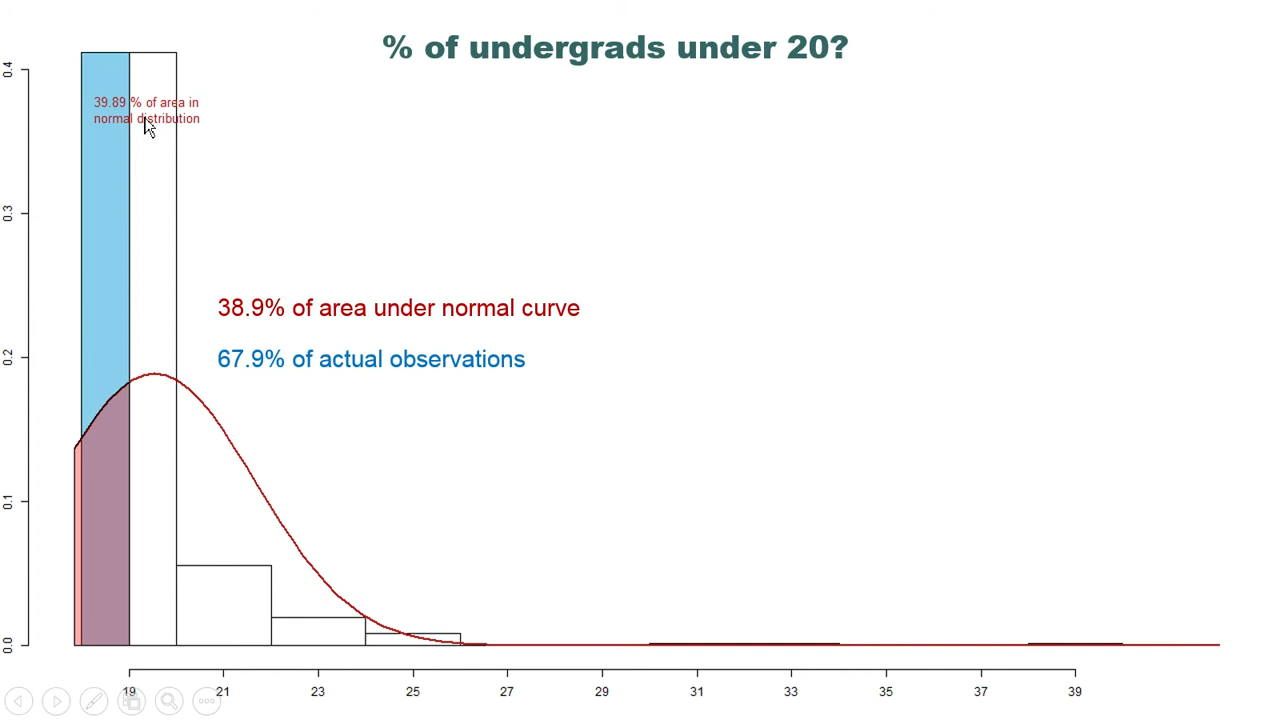 % of undergrads under 20?
0.4
39.89 % of area in
normal distribution
0.3
38.9% of area under normal curve
0.2
67.9% of actual observations
0.1
0.0
19 21 23 25 27 29 31 33 35 37 39